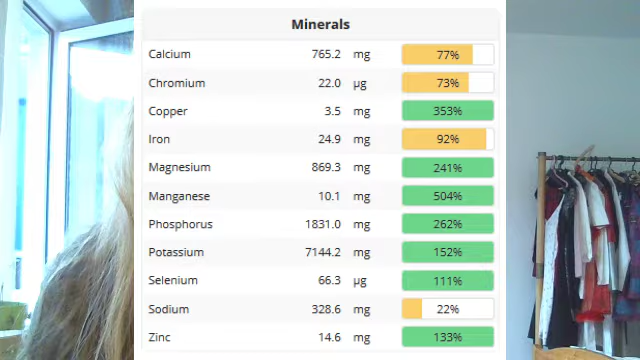 Minerals
Calcium 765.2 mg 77%
Chromium 22.0 µg 73%
Copper 3.5 mg 353%
Iron 24.9 mg 92%
Magnesium 869.3 mg 241%
Manganese 10.1 mg 504%
Phosphorus 1831.0 mg 262%
Potassium 7144.2 mg 152%
Selenium 66.3 µg 111%
Sodium 328.6 mg 22%
Zinc 14.6 mg 133%